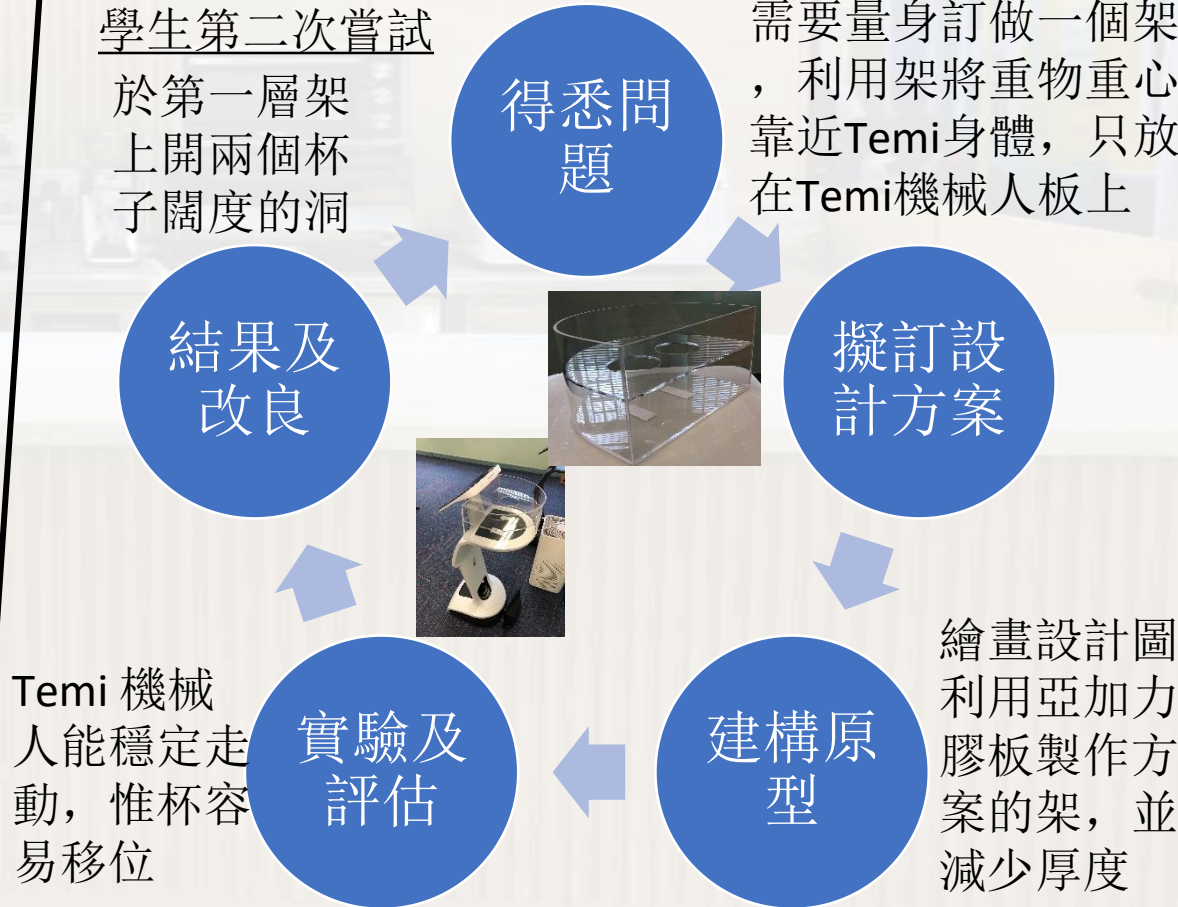 學生第二次嘗試
於第一層架
上開兩個杯
子闊度的洞
得悉問
題
需要量身訂做一個架
，利用架將重物重心
靠近Temi身體，只放
在Temi機械人板上
擬訂設
計方案
繪畫設計圖
利用亞加力
膠板製作方
案的架，並
減少厚度
建構原
型
實驗及
評估
Temi 機械
人能穩定走
動，惟杯容
易移位
結果及
改良